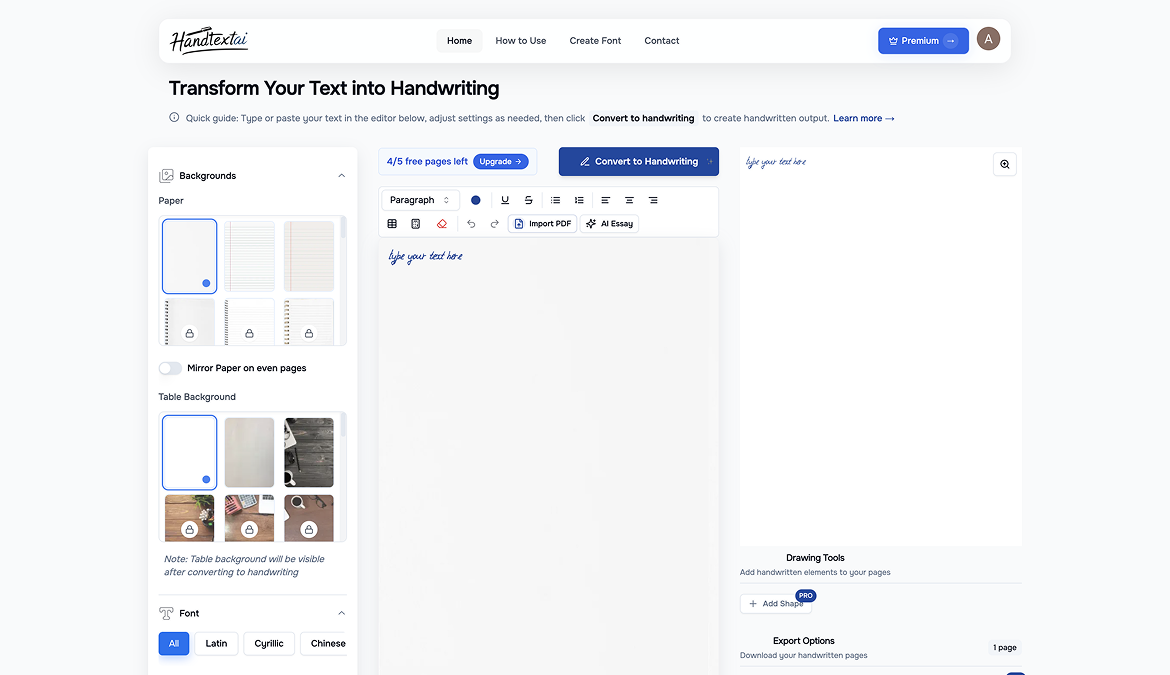 Handtextai
Home
How to Use
Create Font
Contact
Premium →
A
Transform Your Text into Handwriting
Quick guide: Type or paste your text in the editor below, adjust settings as needed, then click Convert to handwriting to create handwritten output. Learn more →
Backgrounds
Paper
Mirror Paper on even pages
Table Background
Note: Table background will be visible
after converting to handwriting
Font
All
Latin
Cyrillic
Chinese
4/5 free pages left
Upgrade →
Convert to Handwriting
Paragraph
Import PDF
AI Essay
type your text here
type your text here
Drawing Tools
Add handwritten elements to your pages
+ Add Shape
PRO
Export Options
Download your handwritten pages
1 page